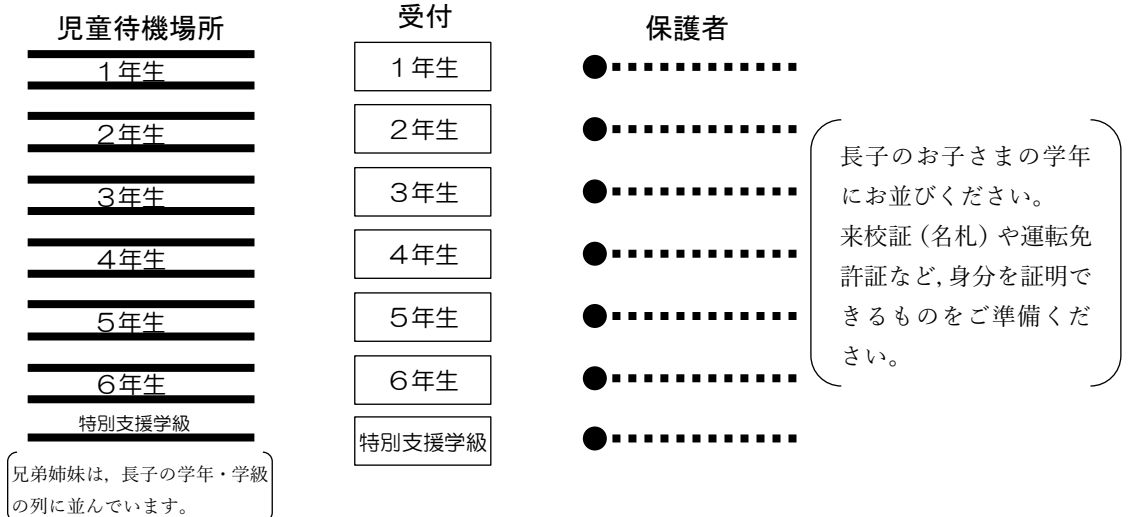 児童待機場所
1年生
2年生
3年生
4年生
5年生
6年生
特別支援学級
兄弟姉妹は，長子の学年・学級
の列に並んでいます。
受付
1年生
2年生
3年生
4年生
5年生
6年生
特別支援学級
保護者
長子のお子さまの学年
にお並びください。
来校証（名札）や運転免
許証など，身分を証明で
きるものをご準備くだ
さい。